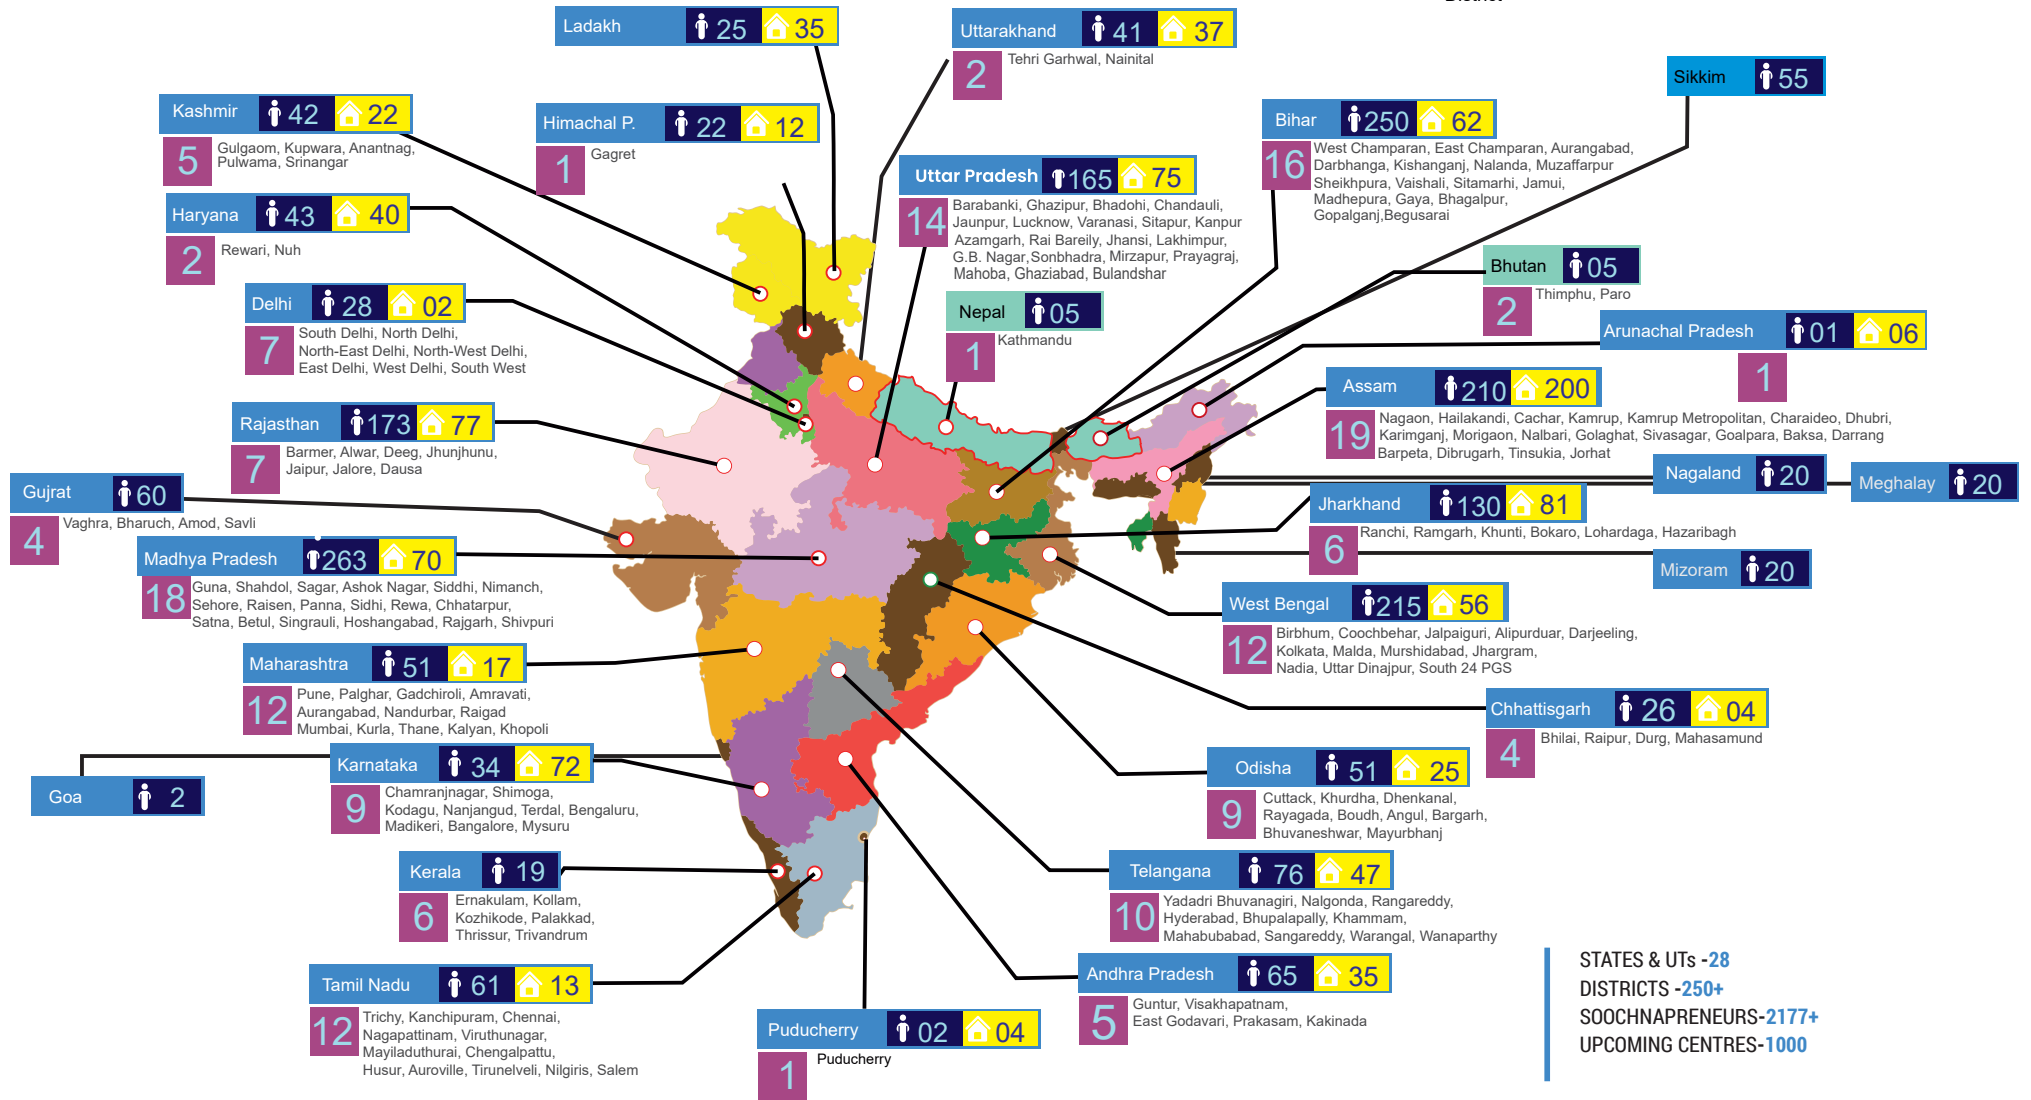 District
Ladakh 25 35
Uttarakhand 41 37
2 Tehri Garhwal, Nainital
Sikkim 55
Kashmir 42 22
5 Gulgaom, Kupwara, Anantnag,
Pulwama, Srinangar
Himachal P. 22 12
1 Gagret
Bihar 250 62
16 West Champaran, East Champaran, Aurangabad,
Darbhanga, Kishanganj, Nalanda, Muzaffarpur
Sheikhpura, Vaishali, Sitamarhi, Jamui,
Madhepura, Gaya, Bhagalpur,
Gopalganj,Begusarai
Uttar Pradesh 165 75
14 Barabanki, Ghazipur, Bhadohi, Chandauli,
Jaunpur, Lucknow, Varanasi, Sitapur, Kanpur
Azamgarh, Rai Bareily, Jhansi, Lakhimpur,
G.B. Nagar,Sonbhadra, Mirzapur, Prayagraj,
Mahoba, Ghaziabad, Bulandshar
Haryana 43 40
2 Rewari, Nuh
Bhutan 05
2 Thimphu, Paro
Delhi 28 02
7 South Delhi, North Delhi,
North-East Delhi, North-West Delhi,
East Delhi, West Delhi, South West
Nepal 05
1 Kathmandu
Arunachal Pradesh 01 06
1
Assam 210 200
19 Nagaon, Hailakandi, Cachar, Kamrup, Kamrup Metropolitan, Charaideo, Dhubri,
Karimganj, Morigaon, Nalbari, Golaghat, Sivasagar, Goalpara, Baksa, Darrang
Barpeta, Dibrugarh, Tinsukia, Jorhat
Rajasthan 173 77
7 Barmer, Alwar, Deeg, Jhunjhunu,
Jaipur, Jalore, Dausa
Nagaland 20
Meghalay 20
Gujrat 60
4 Vaghra, Bharuch, Amod, Savli
Jharkhand 130 81
6 Ranchi, Ramgarh, Khunti, Bokaro, Lohardaga, Hazaribagh
Madhya Pradesh 263 70
18 Guna, Shahdol, Sagar, Ashok Nagar, Siddhi, Nimanch,
Sehore, Raisen, Panna, Sidhi, Rewa, Chhatarpur,
Satna, Betul, Singrauli, Hoshangabad, Rajgarh, Shivpuri
Mizoram 20
West Bengal 215 56
12 Birbhum, Coochbehar, Jalpaiguri, Alipurduar, Darjeeling,
Kolkata, Malda, Murshidabad, Jhargram,
Nadia, Uttar Dinajpur, South 24 PGS
Maharashtra 51 17
12 Pune, Palghar, Gadchiroli, Amravati,
Aurangabad, Nandurbar, Raigad
Mumbai, Kurla, Thane, Kalyan, Khopoli
Chhattisgarh 26 04
4 Bhilai, Raipur, Durg, Mahasamund
Karnataka 34 72
9 Chamranjnagar, Shimoga,
Kodagu, Nanjangud, Terdal, Bengaluru,
Madikeri, Bangalore, Mysuru
Goa 2
Odisha 51 25
9 Cuttack, Khurdha, Dhenkanal,
Rayagada, Boudh, Angul, Bargarh,
Bhuvaneshwar, Mayurbhanj
Kerala 19
6 Ernakulam, Kollam,
Kozhikode, Palakkad,
Thrissur, Trivandrum
Telangana 76 47
10 Yadadri Bhuvanagiri, Nalgonda, Rangareddy,
Hyderabad, Bhupalapally, Khammam,
Mahabubabad, Sangareddy, Warangal, Wanaparthy
Tamil Nadu 61 13
12 Trichy, Kanchipuram, Chennai,
Nagapattinam, Viruthunagar,
Mayiladuthurai, Chengalpattu,
Husur, Auroville, Tirunelveli, Nilgiris, Salem
Andhra Pradesh 65 35
5 Guntur, Visakhapatnam,
East Godavari, Prakasam, Kakinada
Puducherry 02 04
1 Puducherry
STATES & UTs -28
DISTRICTS -250+
SOOCHNAPRENEURS-2177+
UPCOMING CENTRES-1000